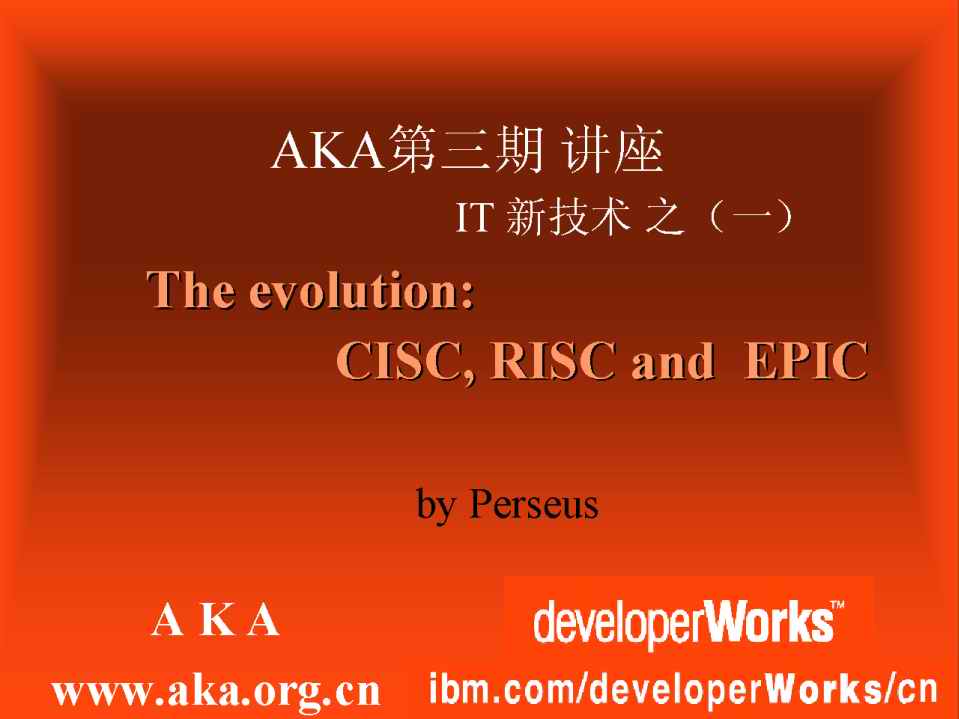 AKA第三期 讲座
IT 新技术 之（一）
The evolution:
CISC, RISC and EPIC
by Perseus
A K A
developerWorks™
www.aka.org.cn
ibm.com/developerWorks/cn